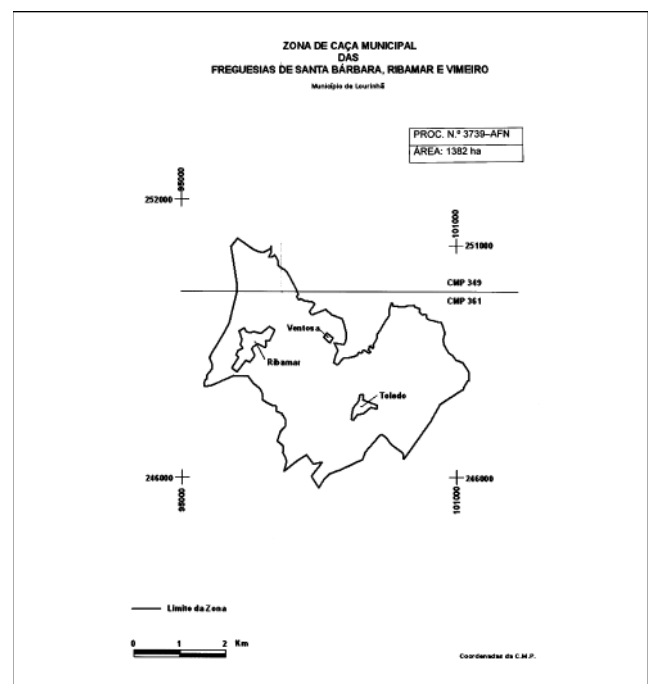 ZONA DE CAÇA MUNICIPAL
DAS
FREGUESIAS DE SANTA BÁRBARA, RIBAMAR E VIMEIRO
Município da Lourinhã
PROC. N.º 3739–AFN
ÁREA: 1382 ha
95000
252000
101000
251000
CMP 349
CMP 361
Ventosa
Ribamar
Toledo
246000
95000
246000
101000
Limite da Zona
0 1 2 Km
Coordenadas da C.M.P.